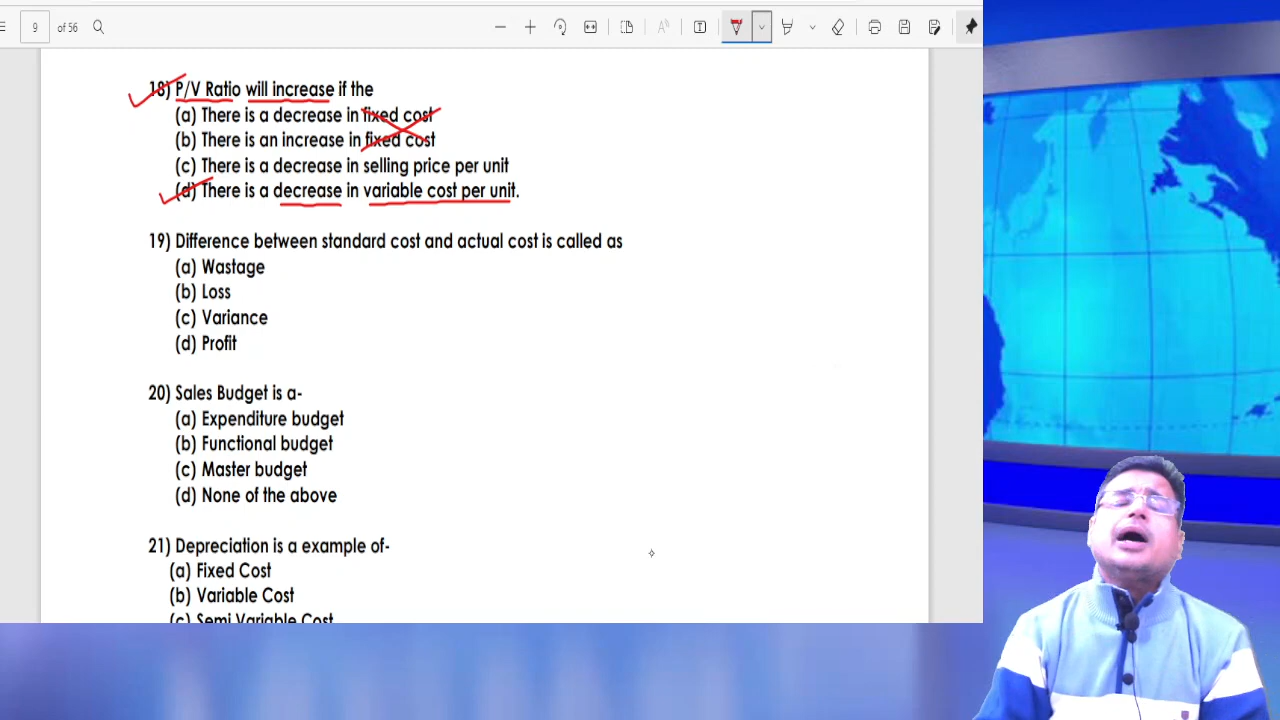 9 of 56
18) P/V Ratio will increase if the
(a) There is a decrease in fixed cost
(b) There is an increase in fixed cost
(c) There is a decrease in selling price per unit
(d) There is a decrease in variable cost per unit.
19) Difference between standard cost and actual cost is called as
(a) Wastage
(b) Loss
(c) Variance
(d) Profit
20) Sales Budget is a-
(a) Expenditure budget
(b) Functional budget
(c) Master budget
(d) None of the above
21) Depreciation is a example of-
(a) Fixed Cost
(b) Variable Cost
(c) Semi Variable Cost